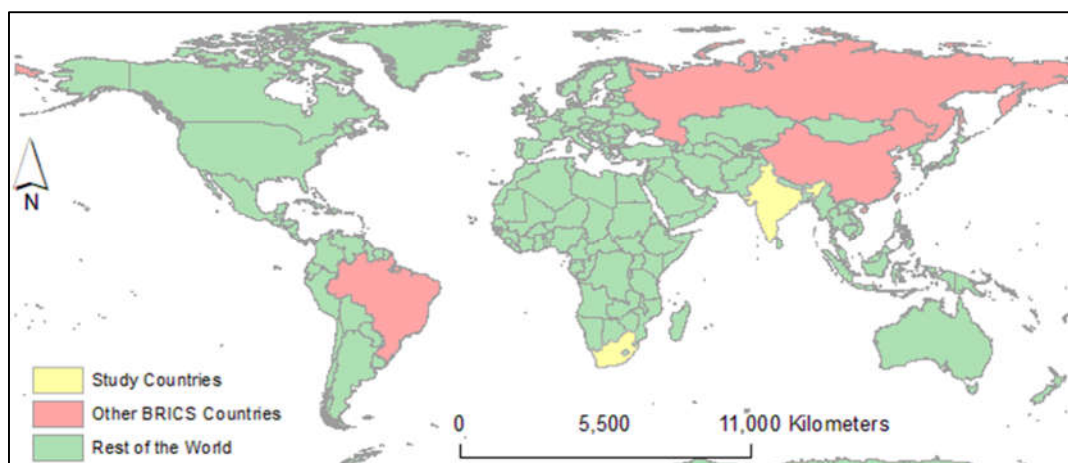 N
Study Countries
Other BRICS Countries
Rest of the World
0 5,500 11,000 Kilometers